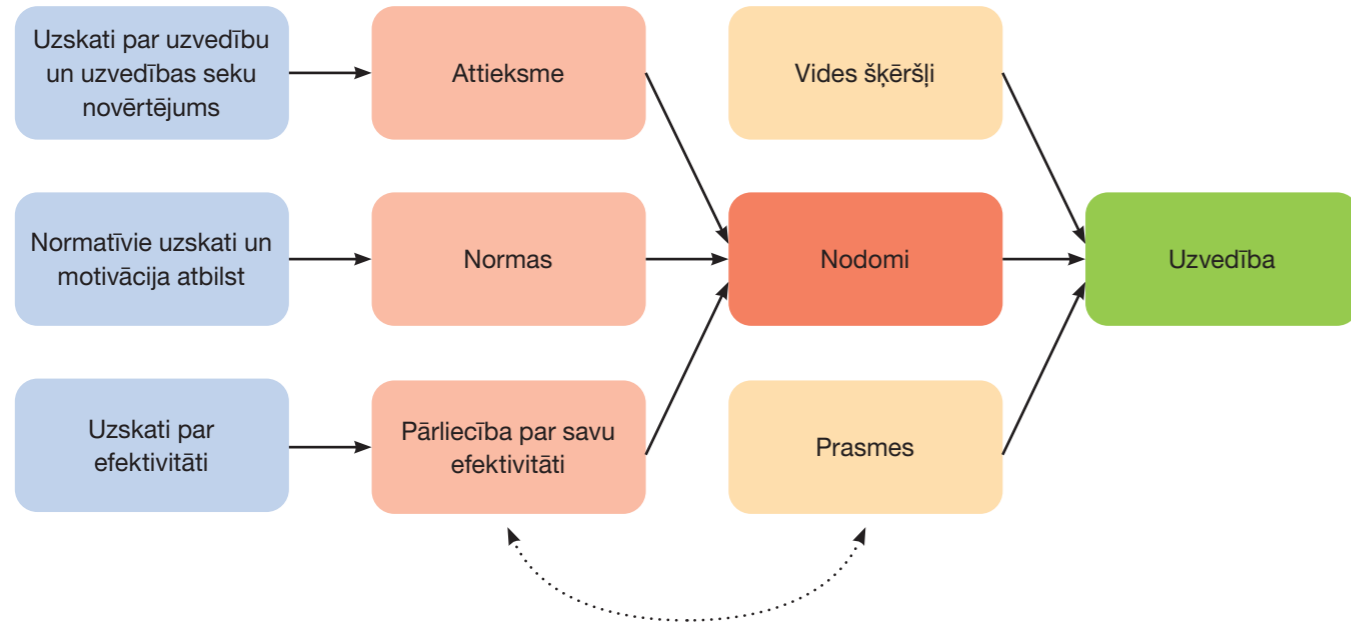 Uzskati par uzvedību
un uzvedības seku
novērtējums
Attieksme
Vides šķēršļi
Normatīvie uzskati un
motivācija atbilst
Normas
Nodomi
Uzvedība
Uzskati par
efektivitāti
Pārliecība par savu
efektivitāti
Prasmes